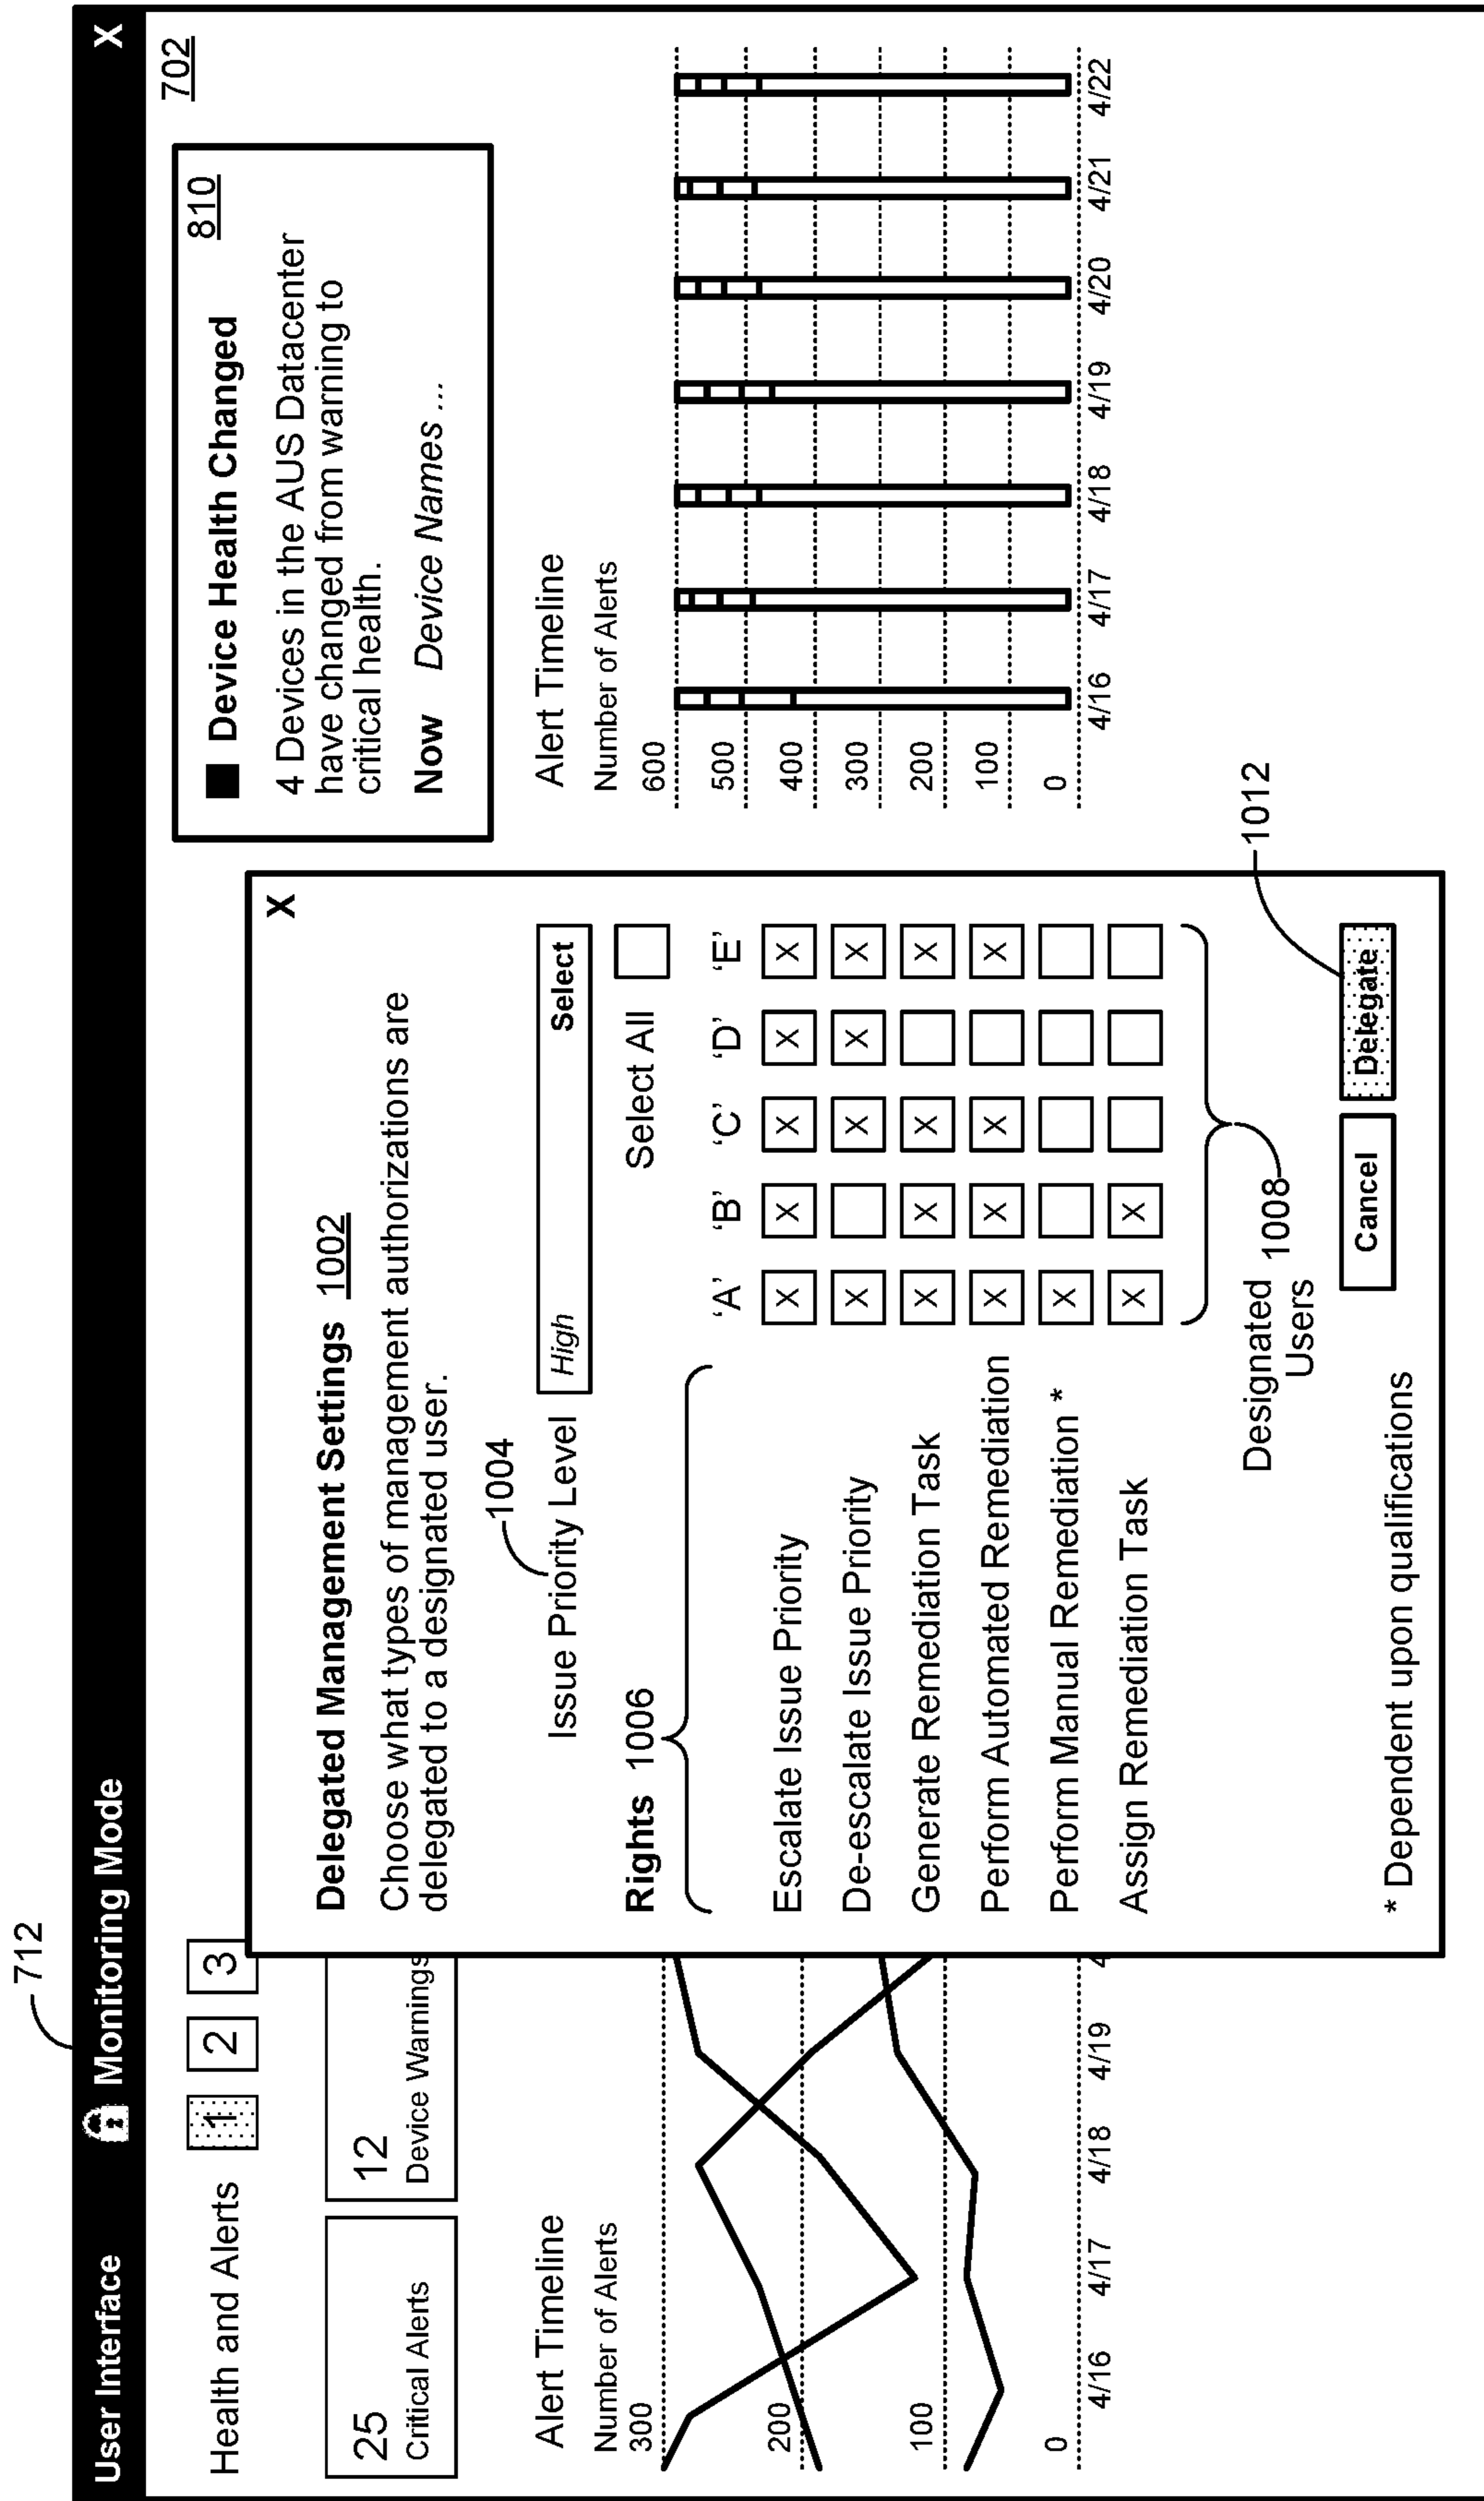 712
User Interface Monitoring Mode X
702
Health and Alerts 1 2 3
25
Critical Alerts
12
Device Warnings
Alert Timeline
Number of Alerts
300
200
100
0
4/16 4/17 4/18 4/19
Delegated Management Settings 1002
X
Choose what types of management authorizations are
delegated to a designated user.
1004
Issue Priority Level High Select
Rights 1006
Select All
'A' 'B' 'C' 'D' 'E'
Escalate Issue Priority X X X X X
De-escalate Issue Priority X X X X
Generate Remediation Task X X X X
Perform Automated Remediation X X X X
Perform Manual Remediation * X
Assign Remediation Task X X
Designated 1008
Users
* Dependent upon qualifications
Cancel
Delegate
1012
810
Device Health Changed
4 Devices in the AUS Datacenter
have changed from warning to
critical health.
Now Device Names ...
Alert Timeline
Number of Alerts
600
500
400
300
200
100
0
4/16 4/17 4/18 4/19 4/20 4/21 4/22